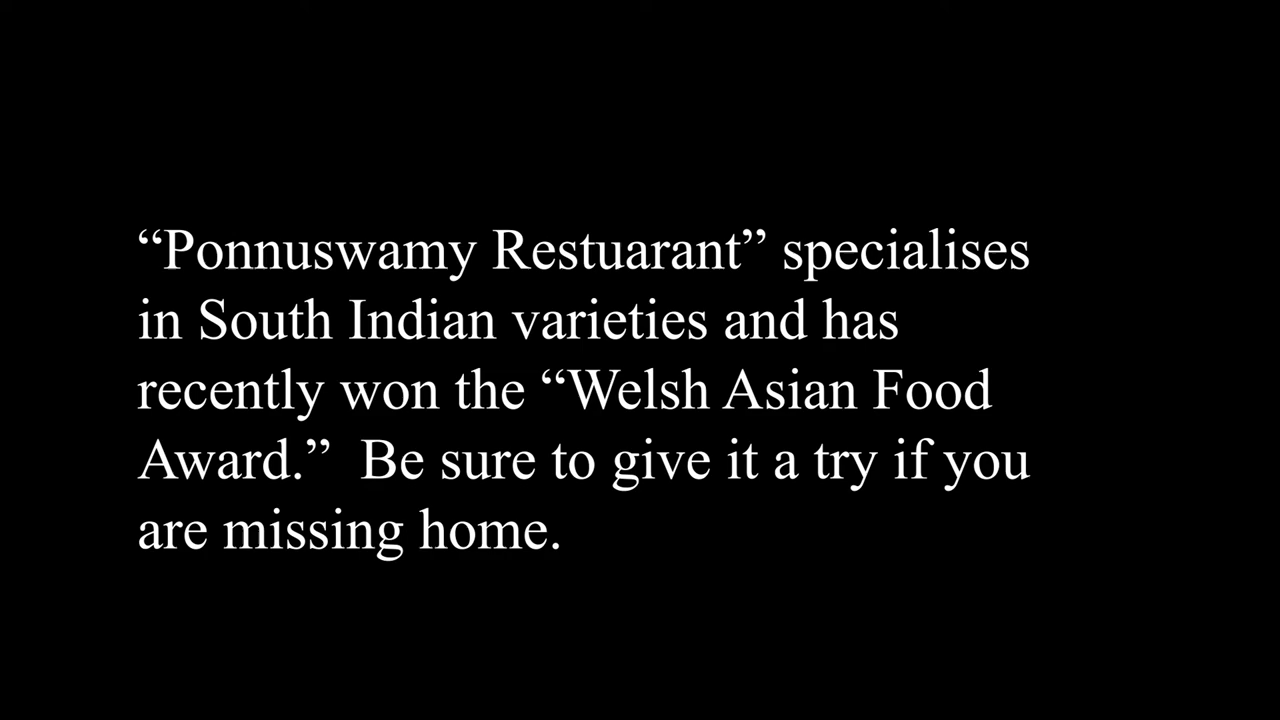 “Ponnuswamy Restuarant” specialises
in South Indian varieties and has
recently won the “Welsh Asian Food
Award.”  Be sure to give it a try if you
are missing home.